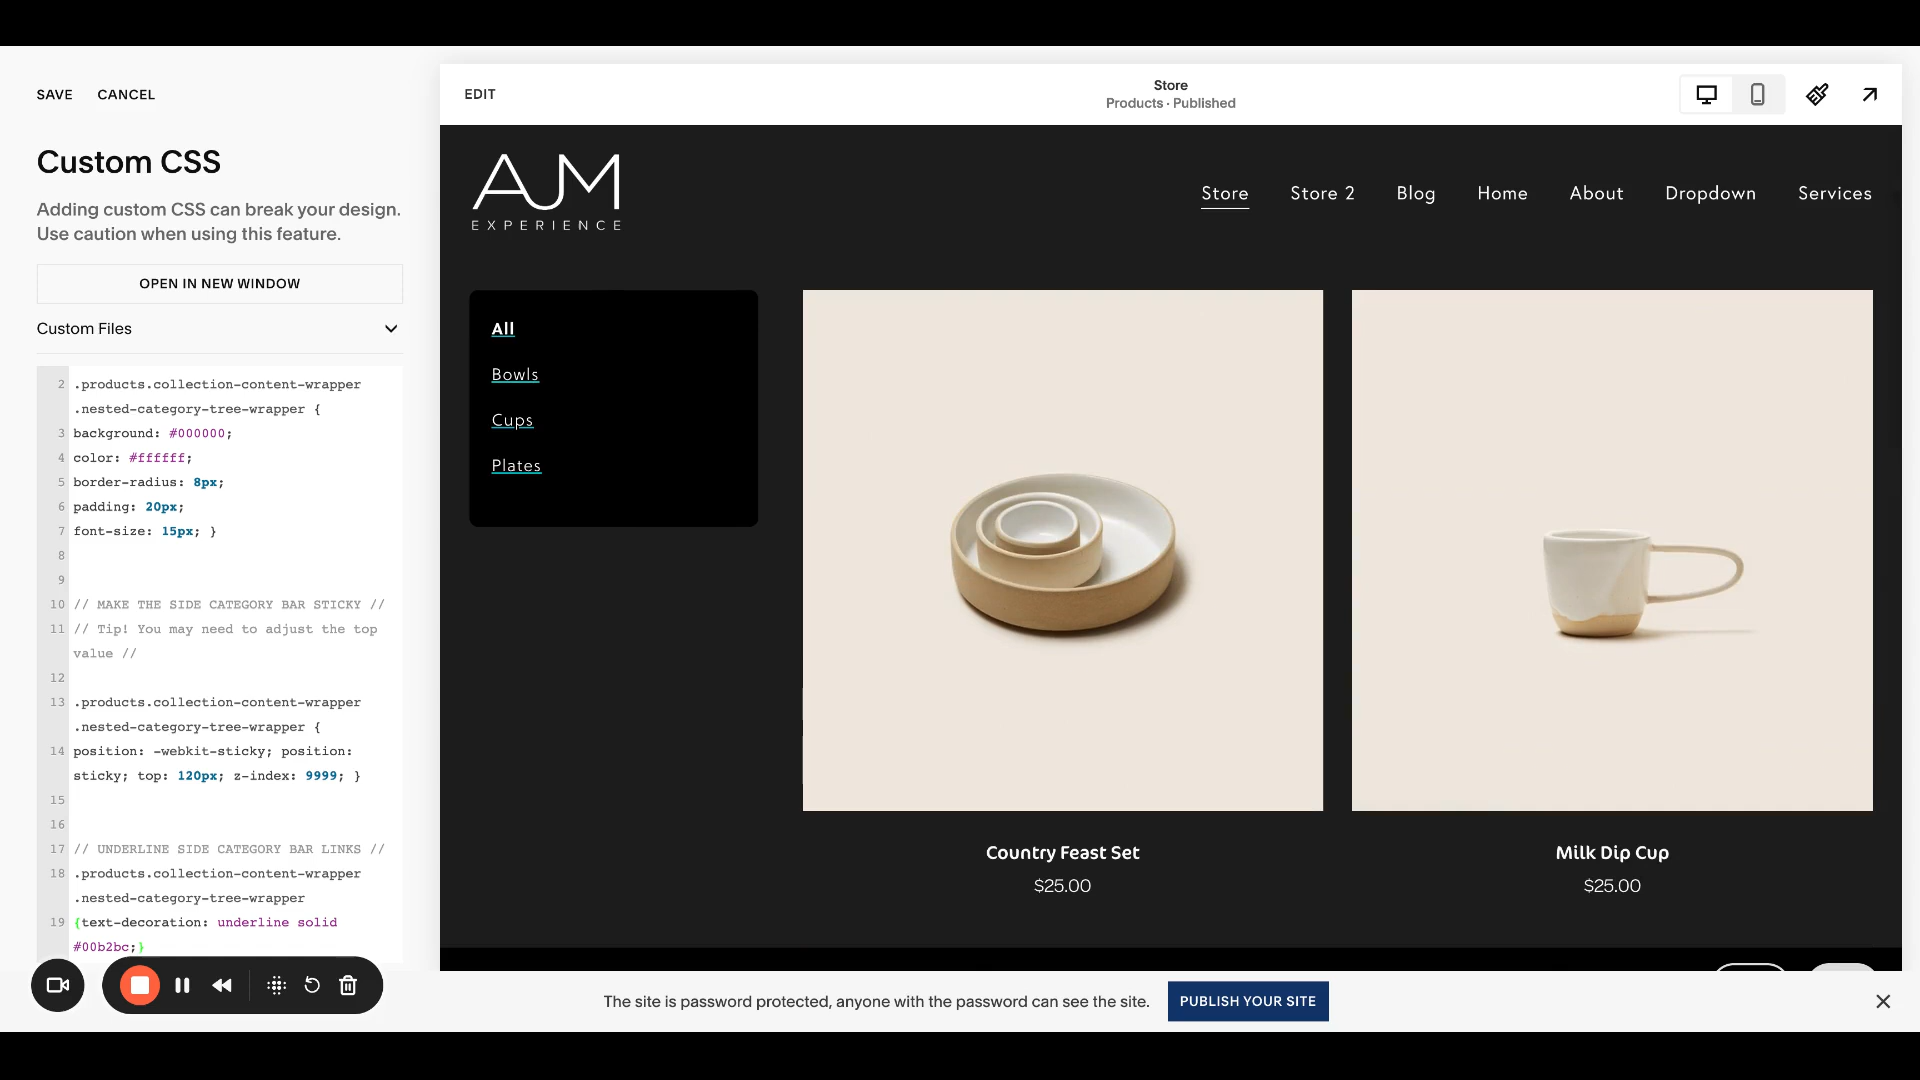 SAVE CANCEL
Custom CSS
Adding custom CSS can break your design.
Use caution when using this feature.
OPEN IN NEW WINDOW
Custom Files
2 .products.collection-content-wrapper
.nested-category-tree-wrapper {
3 background: #000000;
4 color: #ffffff;
5 border-radius: 8px;
6 padding: 20px;
7 font-size: 15px; }
8
9
10 // MAKE THE SIDE CATEGORY BAR STICKY //
11 // Tip! You may need to adjust the top
value //
12
13 .products.collection-content-wrapper
.nested-category-tree-wrapper {
14 position: -webkit-sticky; position:
sticky; top: 120px; z-index: 9999; }
15
16
17 // UNDERLINE SIDE CATEGORY BAR LINKS //
18 .products.collection-content-wrapper
.nested-category-tree-wrapper
19 {text-decoration: underline solid
#00b2bc;}
EDIT
Store
Products · Published
AJM
EXPERIENCE
Store Store 2 Blog Home About Dropdown Services
All
Bowls
Cups
Plates
Country Feast Set
$25.00
Milk Dip Cup
$25.00
The site is password protected, anyone with the password can see the site. PUBLISH YOUR SITE